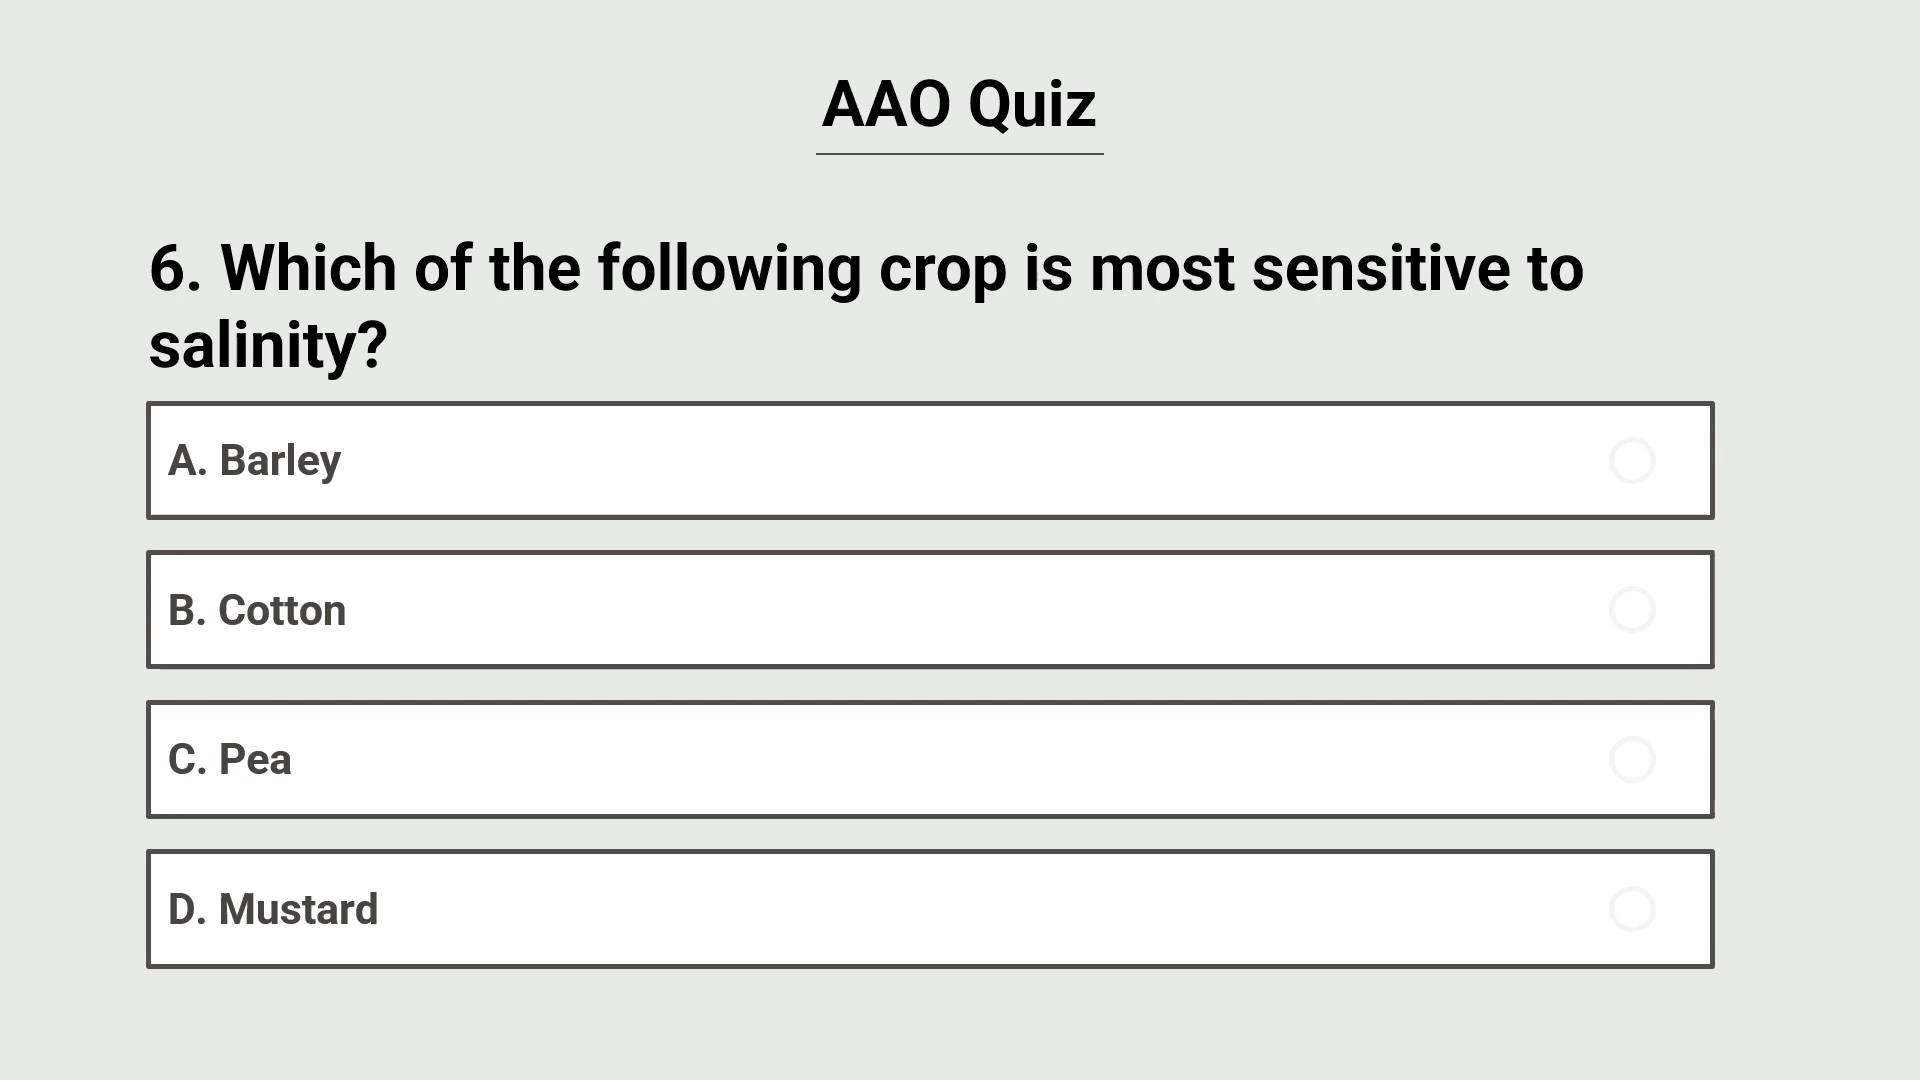 AAO Quiz
6. Which of the following crop is most sensitive to
salinity?
A. Barley
B. Cotton
C. Pea
D. Mustard